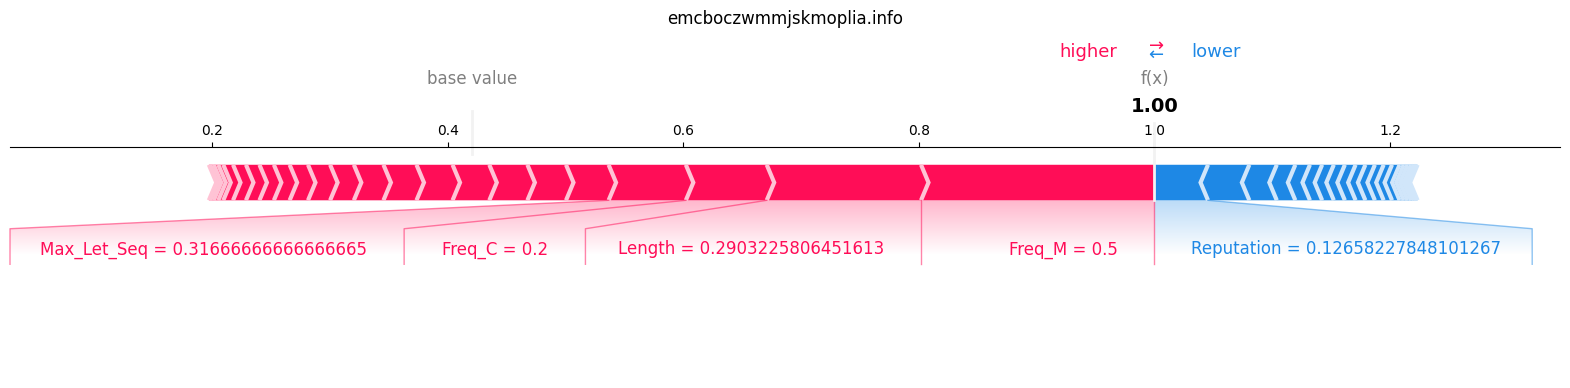 emcboczwmmjskmoplia.info
higher → ← lower
base value f(x)
1.00
0.2 0.4 0.6 0.8 1.0 1.2
Max_Let_Seq = 0.31666666666666665 Freq_C = 0.2 Length = 0.2903225806451613 Freq_M = 0.5 Reputation = 0.12658227848101267